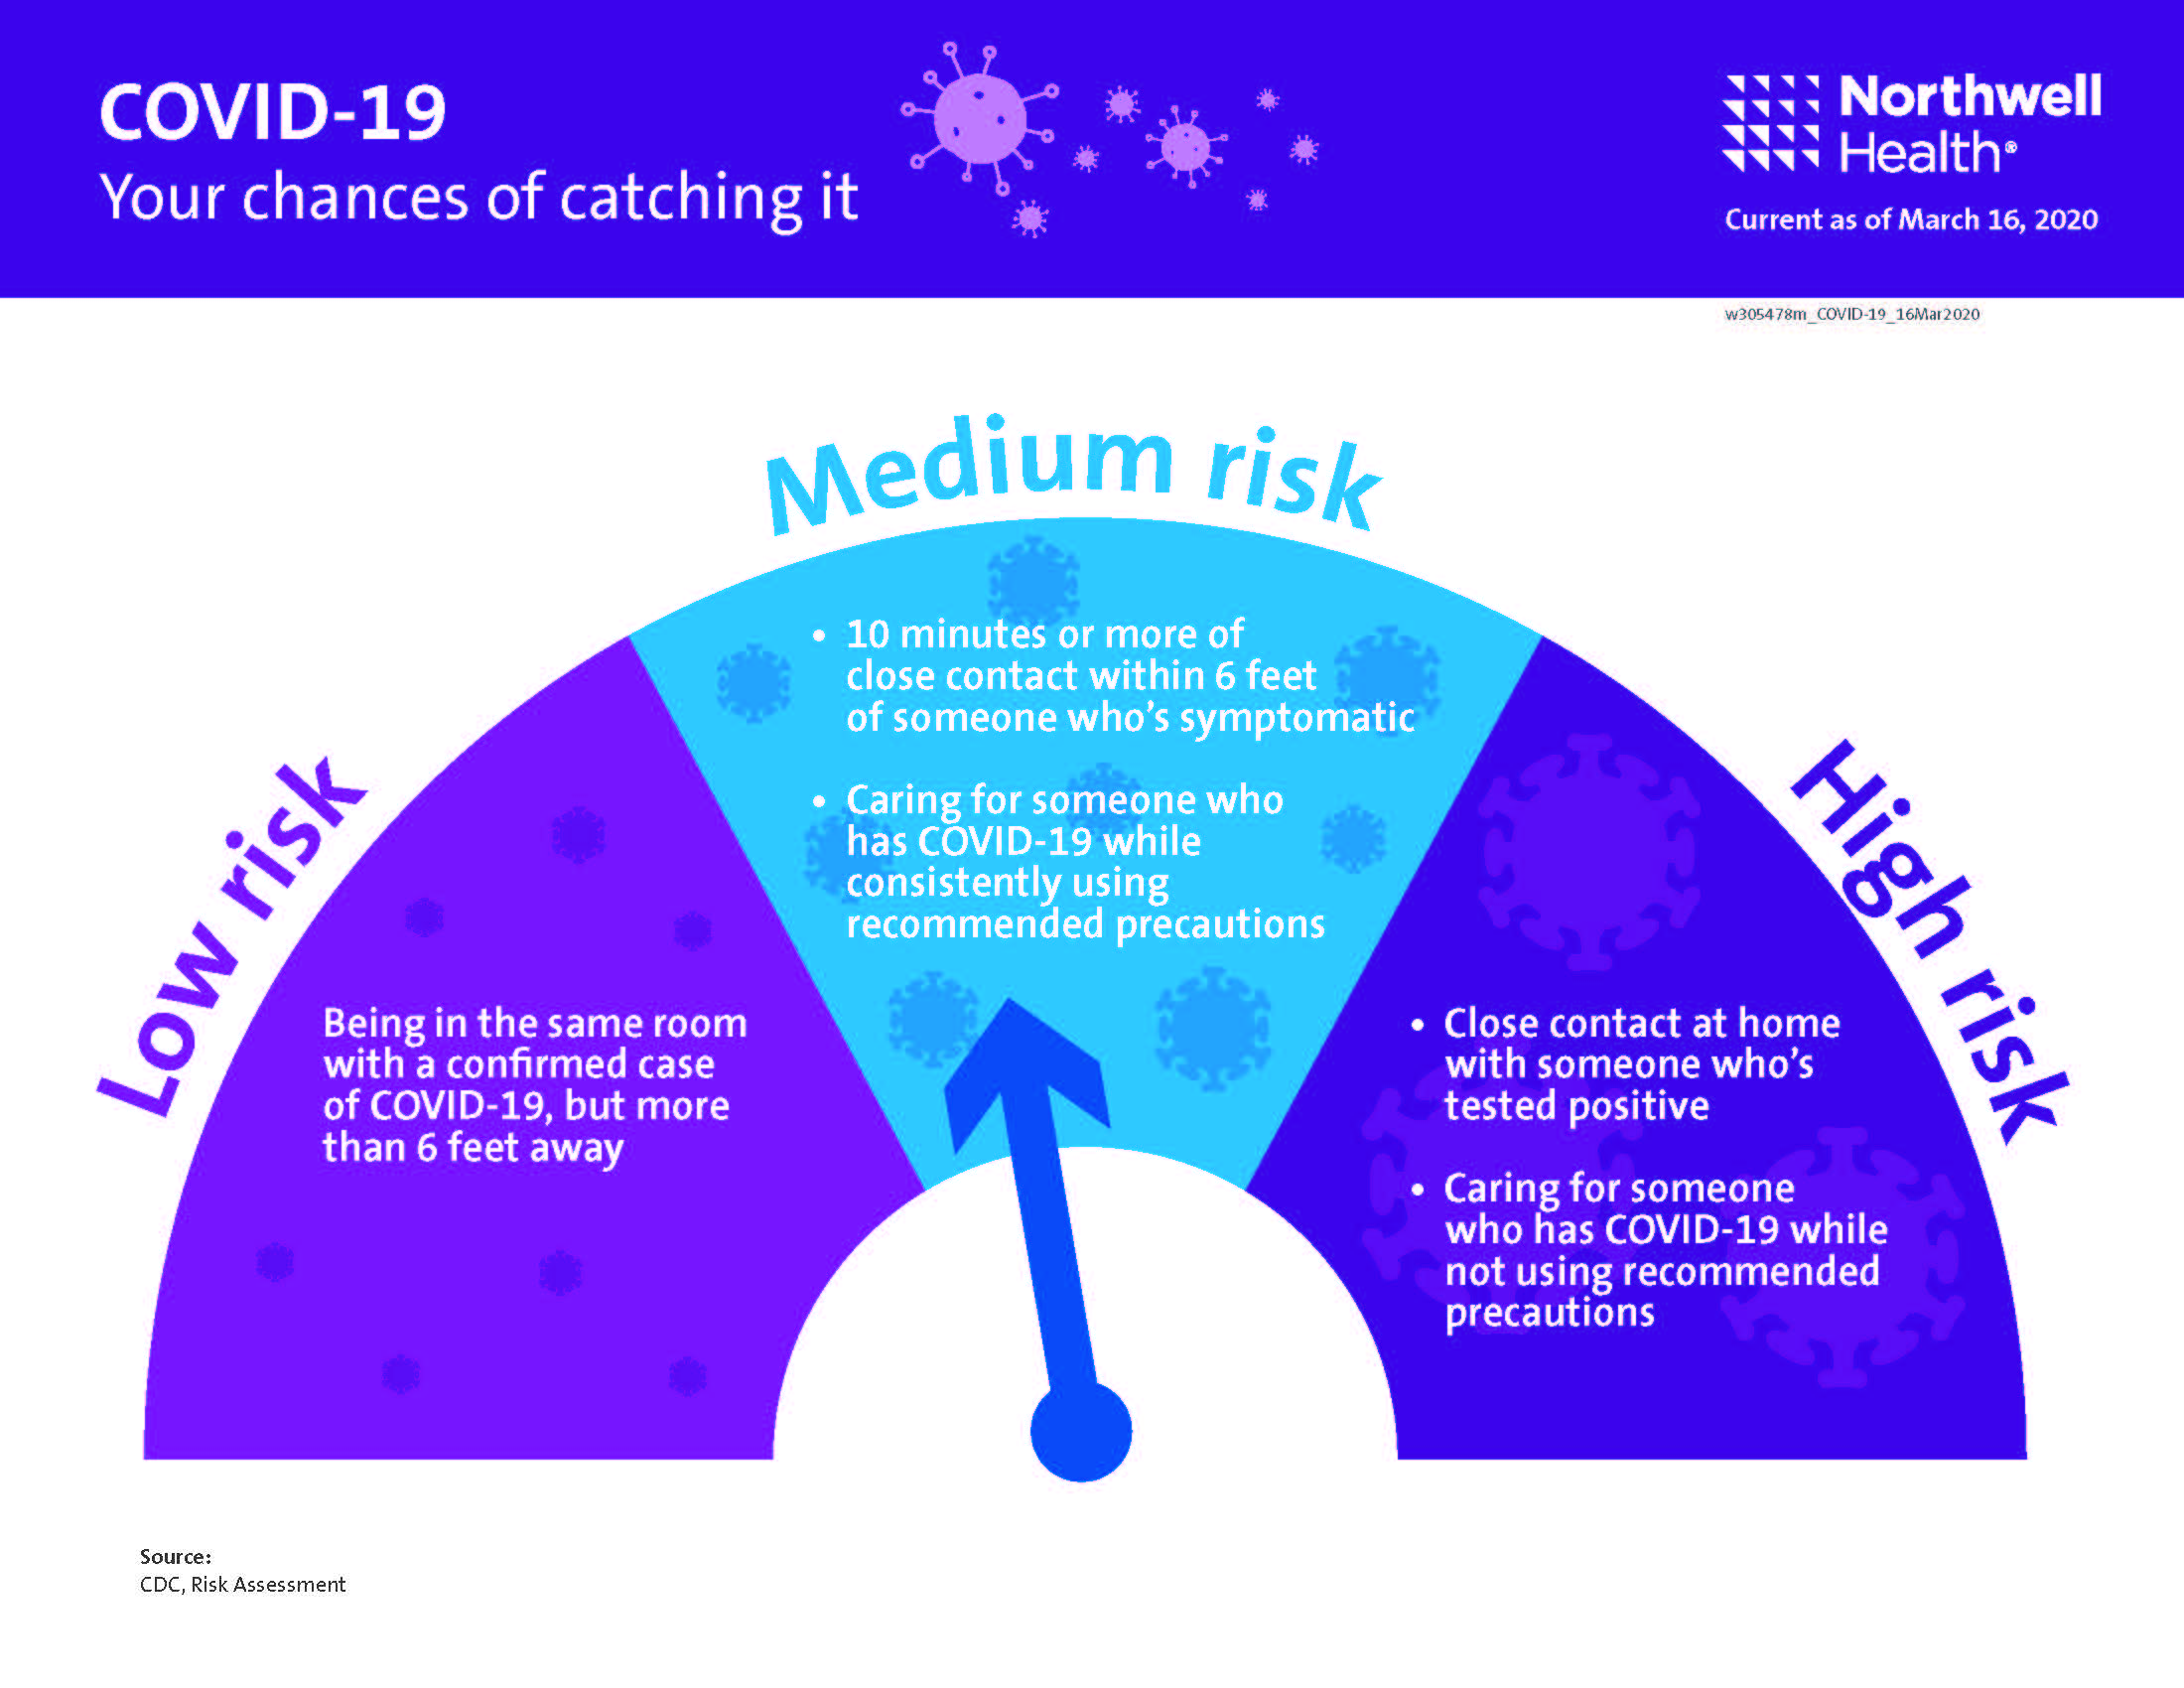 COVID-19
Your chances of catching it
Northwell
Health®
Current as of March 16, 2020
w305478m_COVID-19_16Mar2020
Low risk
Being in the same room
with a confirmed case
of COVID-19, but more
than 6 feet away
Medium risk
• 10 minutes or more of
close contact within 6 feet
of someone who’s symptomatic
• Caring for someone who
has COVID-19 while
consistently using
recommended precautions
High risk
• Close contact at home
with someone who’s
tested positive
• Caring for someone
who has COVID-19 while
not using recommended
precautions
Source:
CDC, Risk Assessment